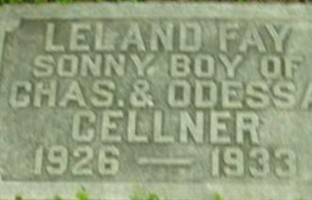 LELAND FAY
SONNY BOY OF
CHAS. & ODESSA
CELLNER
1926 — 1933